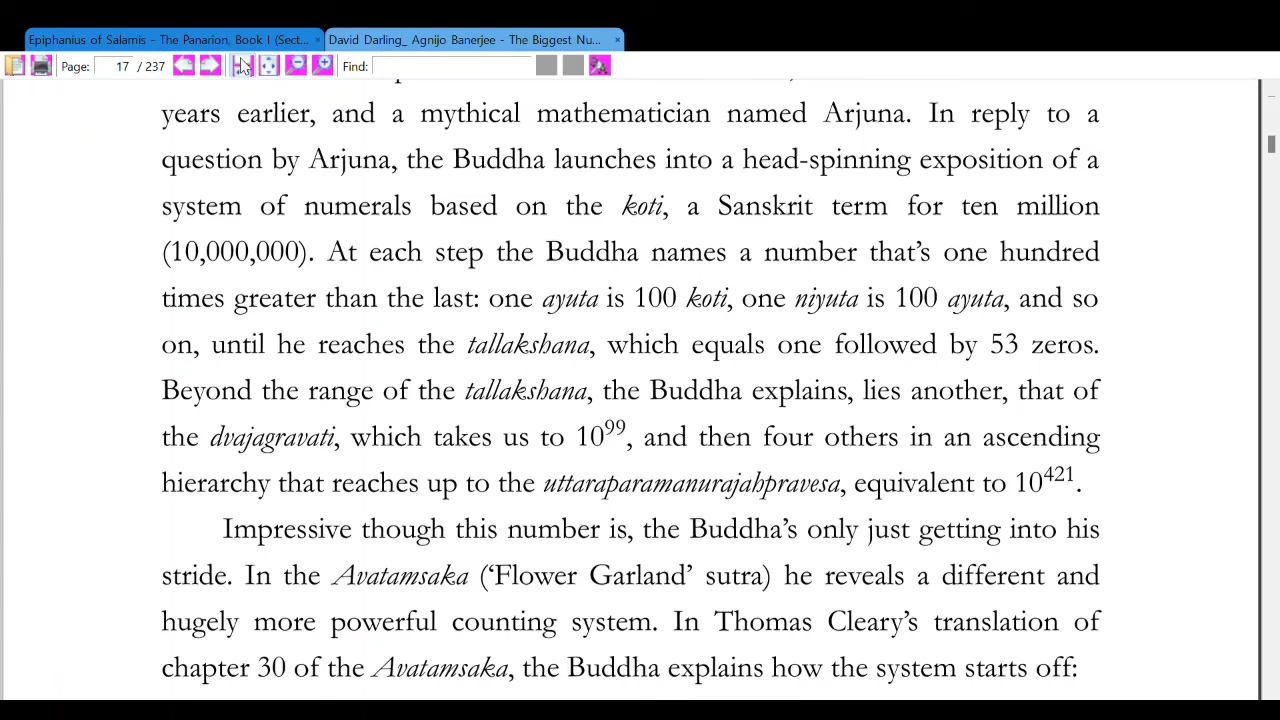 Epiphanius of Salamis - The Panarion, Book I (Sect...
David Darling_ Agnijo Banerjee - The Biggest Nu...
Page: 17 / 237 Find:
years earlier, and a mythical mathematician named Arjuna. In reply to a
question by Arjuna, the Buddha launches into a head-spinning exposition of a
system of numerals based on the koti, a Sanskrit term for ten million
(10,000,000). At each step the Buddha names a number that's one hundred
times greater than the last: one ayuta is 100 koti, one niyuta is 100 ayuta, and so
on, until he reaches the tallakshana, which equals one followed by 53 zeros.
Beyond the range of the tallakshana, the Buddha explains, lies another, that of
the dvajagravati, which takes us to 10⁹⁹, and then four others in an ascending
hierarchy that reaches up to the uttaraparamanurajahpravesa, equivalent to 10⁴²¹.
Impressive though this number is, the Buddha's only just getting into his
stride. In the Avatamsaka ('Flower Garland' sutra) he reveals a different and
hugely more powerful counting system. In Thomas Cleary's translation of
chapter 30 of the Avatamsaka, the Buddha explains how the system starts off: